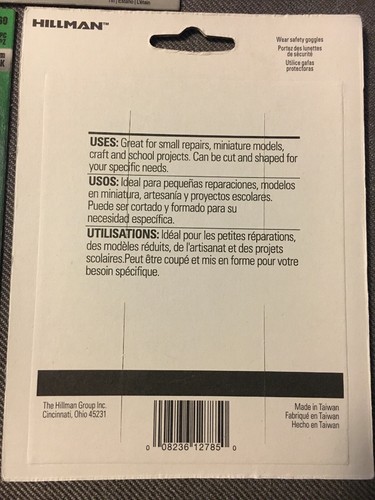 HILLMAN™
Wear safety goggles
Portez des lunettes
de sécurité
Utilice gafas
protectoras
USES: Great for small repairs, miniature models,
craft and school projects. Can be cut and shaped for
your specific needs.
USOS: Ideal para pequeñas reparaciones, modelos
en miniatura, artesanía y proyectos escolares.
Puede ser cortado y formado para su
necesidad específica.
UTILISATIONS: Idéal pour les petites réparations,
des modèles réduits, de l'artisanat et des projets
scolaires.Peut être coupé et mis en forme pour votre
besoin spécifique.
The Hillman Group Inc.
Cincinnati, Ohio 45231
Made in Taiwan
Fabriqué en Taiwan
Hecho en Taiwan
0 08236 12785 0